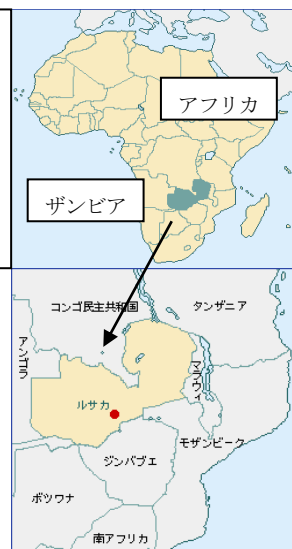 アフリカ
ザンビア
コンゴ民主共和国
タンザニア
アンゴラ
マラウィ
ルサカ
モザンビーク
ジンバブエ
ボツワナ
南アフリカ